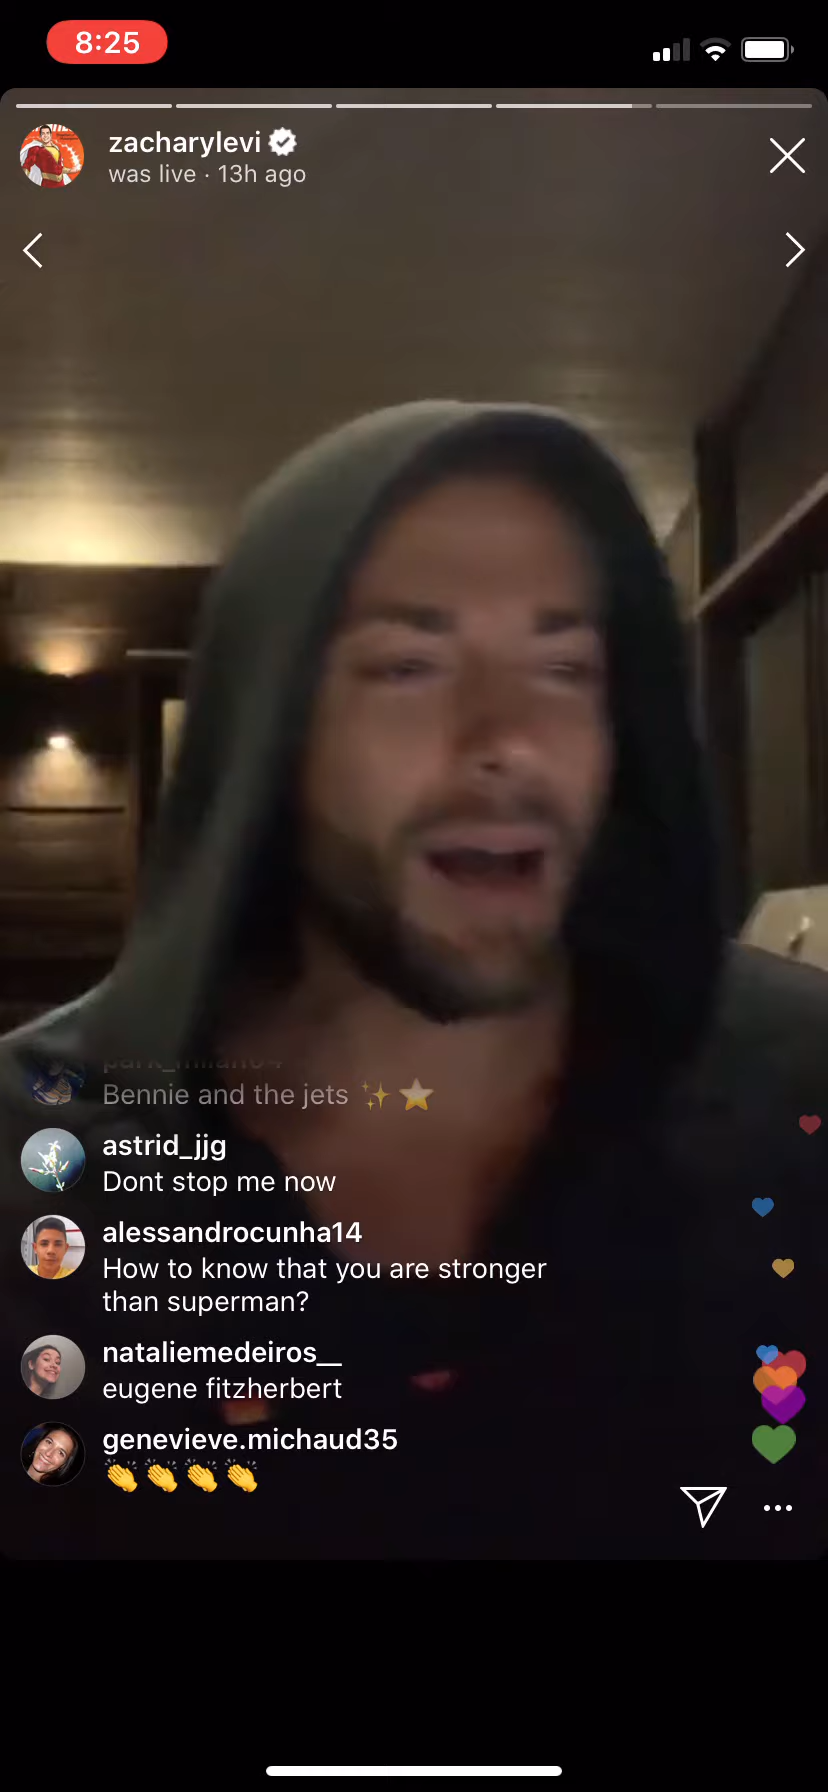 8:25
zacharylevi
was live · 13h ago
Bennie and the jets ✨ ⭐
astrid_jjg
Dont stop me now
alessandrocunha14
How to know that you are stronger
than superman?
nataliemedeiros__
eugene fitzherbert
genevieve.michaud35
👏 👏 👏 👏